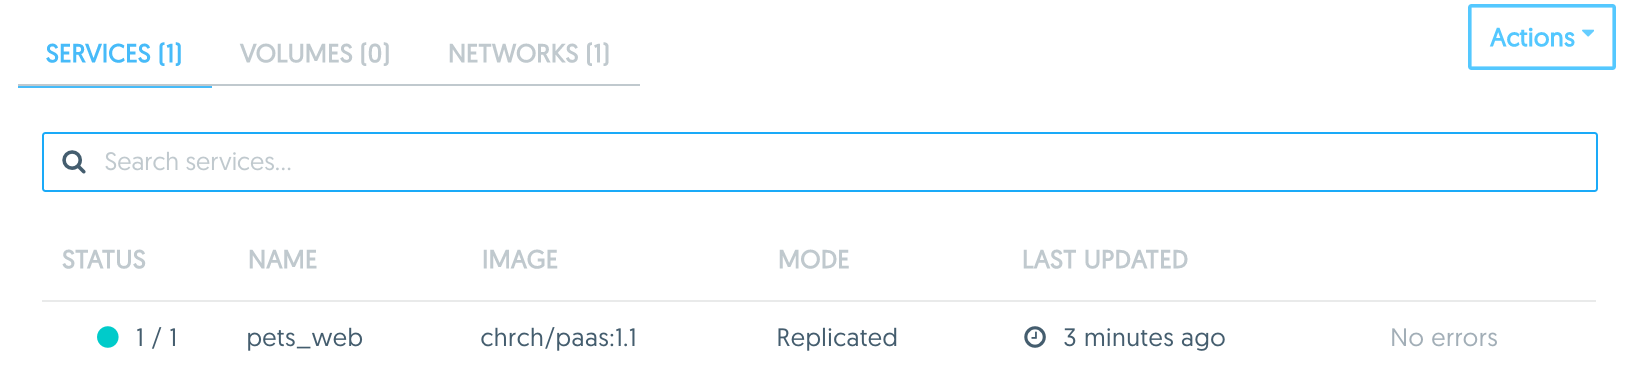 SERVICES (1) VOLUMES (0) NETWORKS (1) Actions
Search services...
STATUS NAME IMAGE MODE LAST UPDATED
1 / 1 pets_web chrch/paas:1.1 Replicated 3 minutes ago No errors